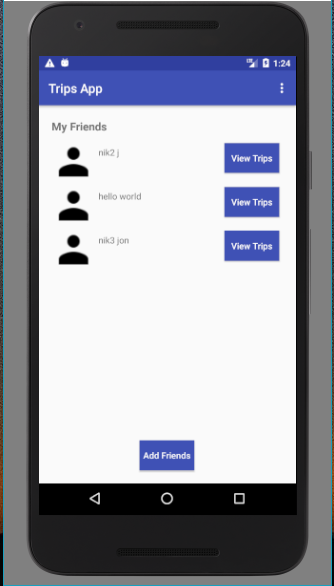 1:24
Trips App
My Friends
nik2 j
View Trips
hello world
View Trips
nik3 jon
View Trips
Add Friends